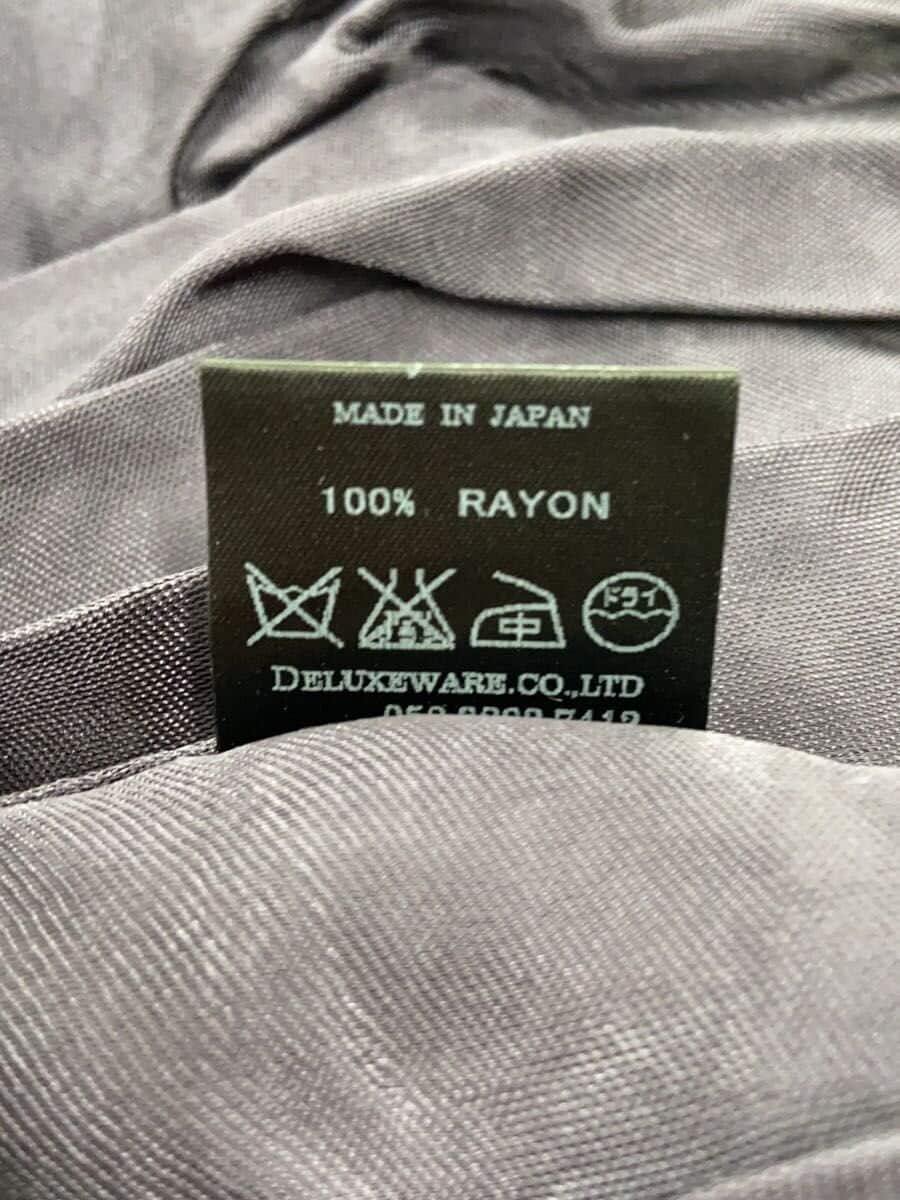 MADE IN JAPAN
100% RAYON
中 ドライ
DELUXEWARE.CO.,LTD